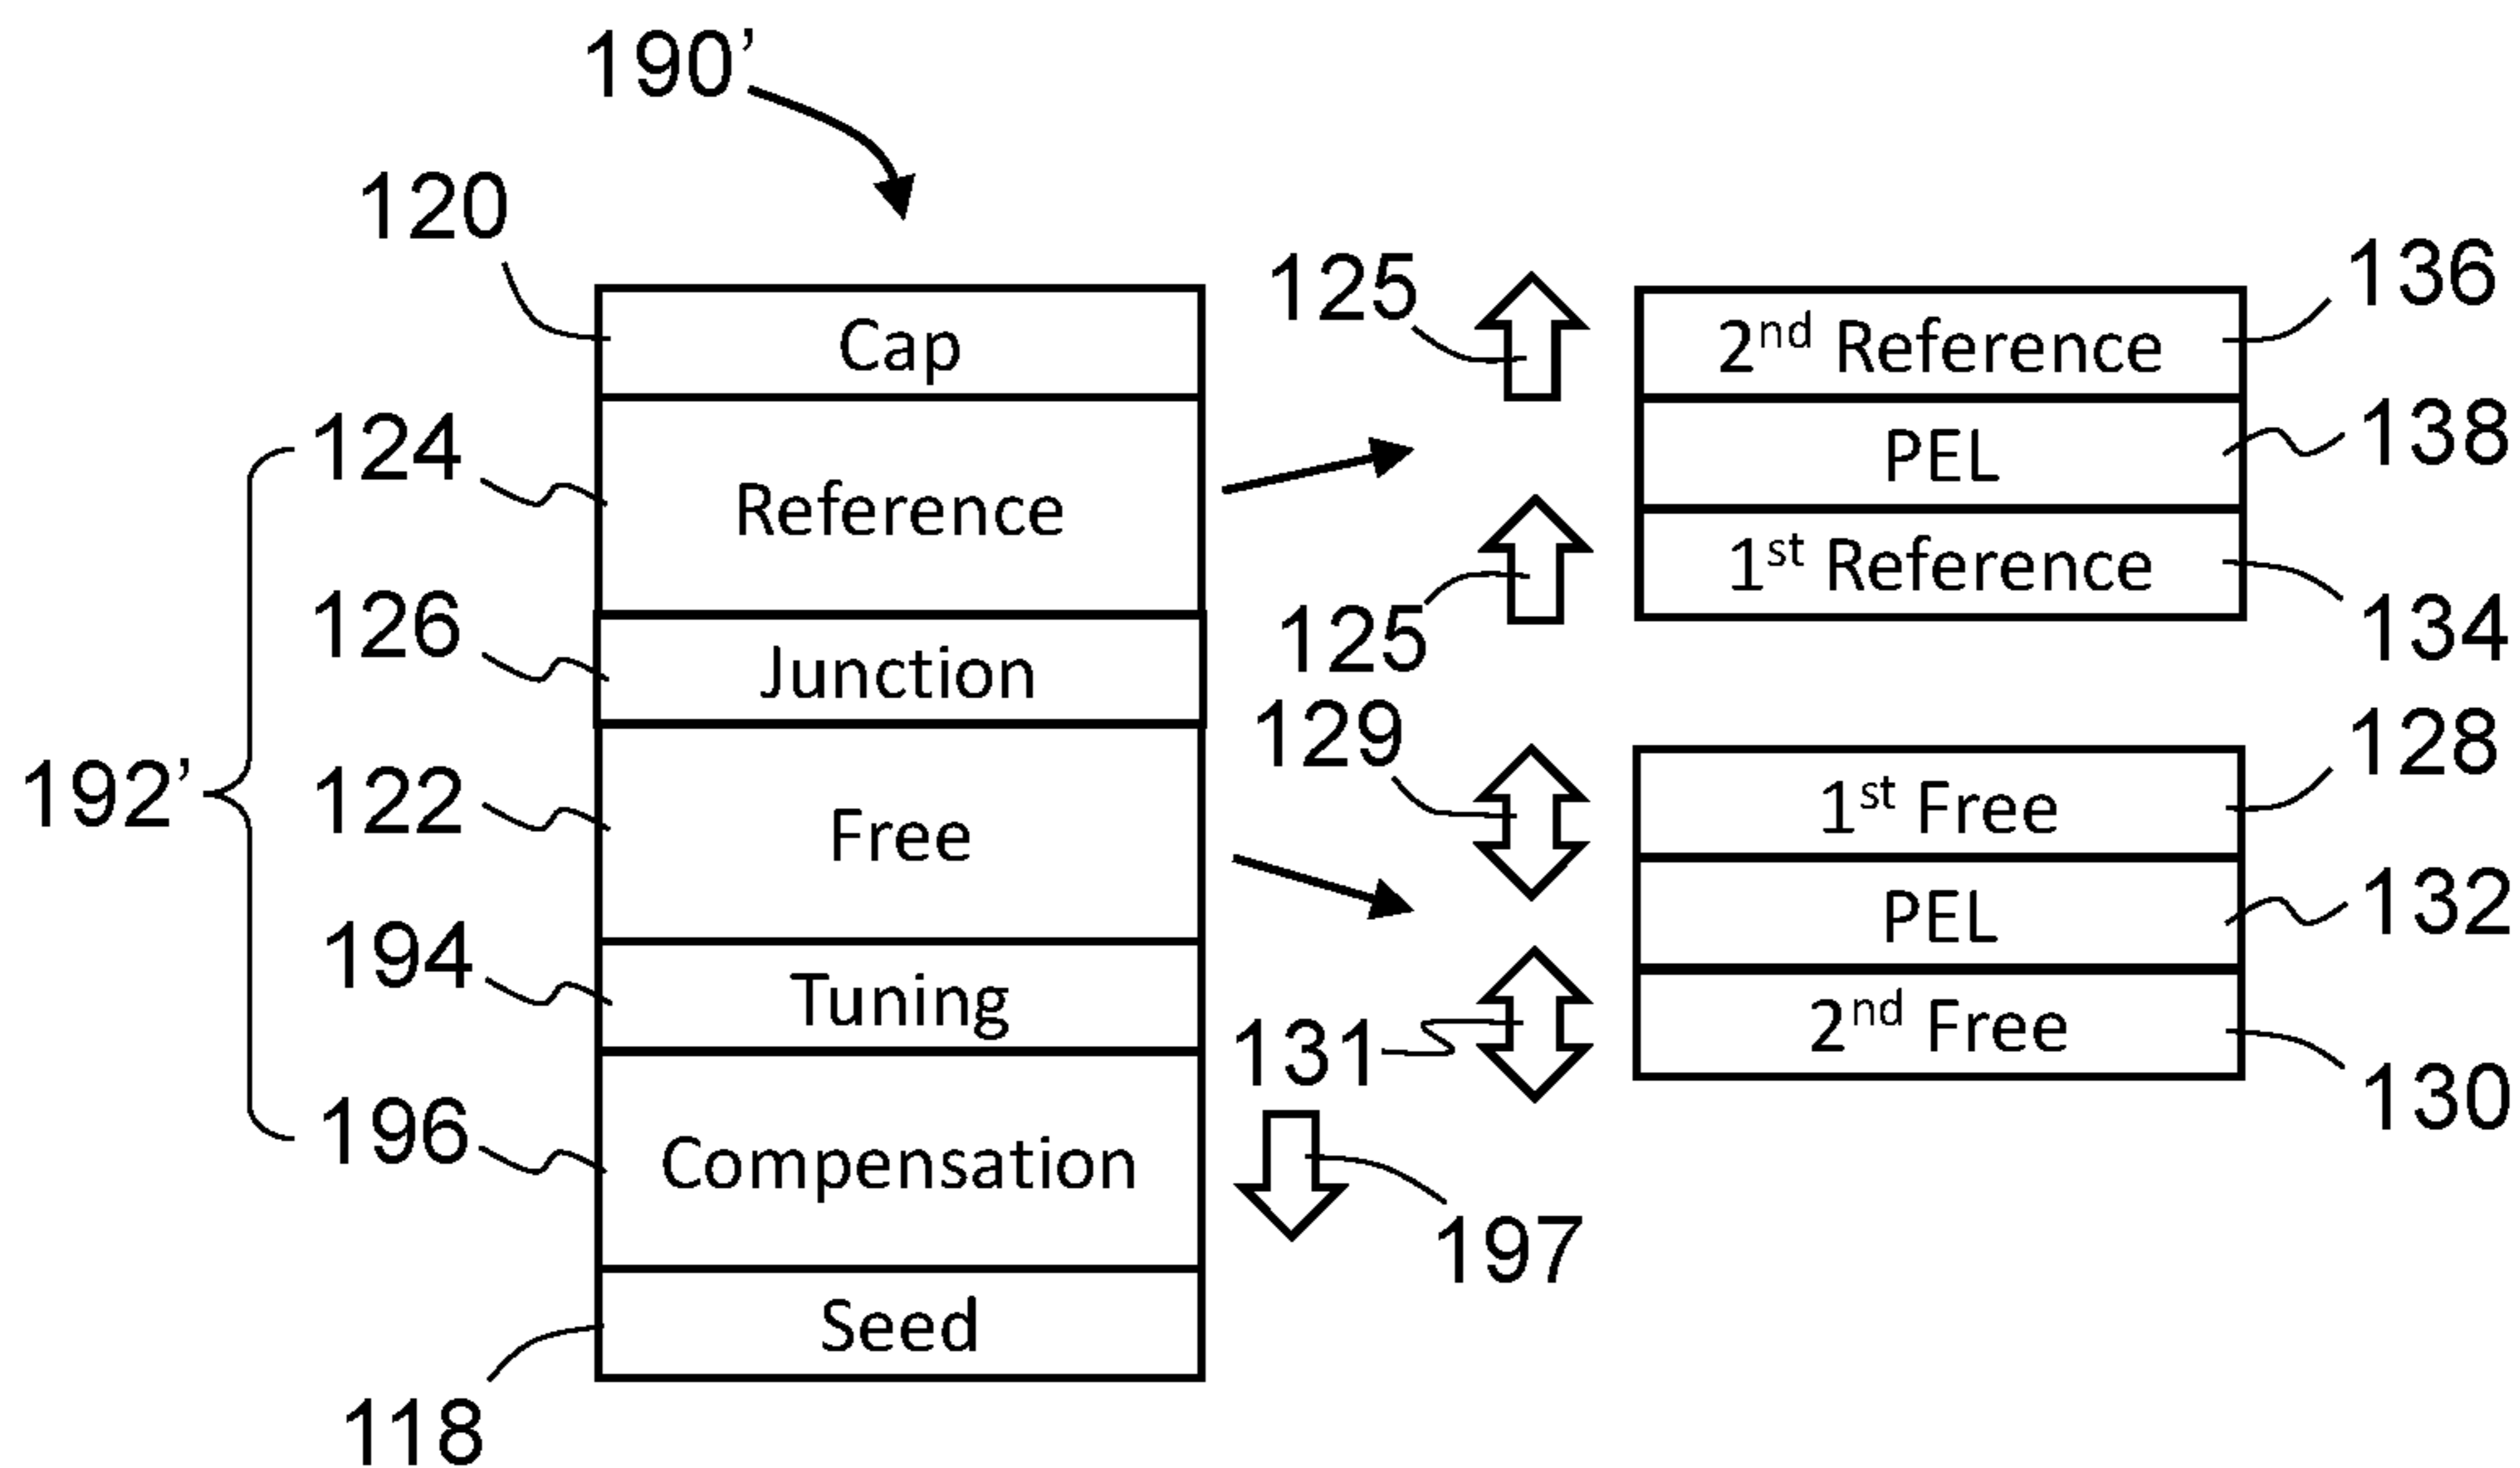 190’
120
Cap
125
2nd Reference
136
124
Reference
PEL
138
125
1st Reference
134
126
Junction
129
1st Free
128
192’
122
Free
PEL
132
194
Tuning
131
2nd Free
130
196
Compensation
197
Seed
118